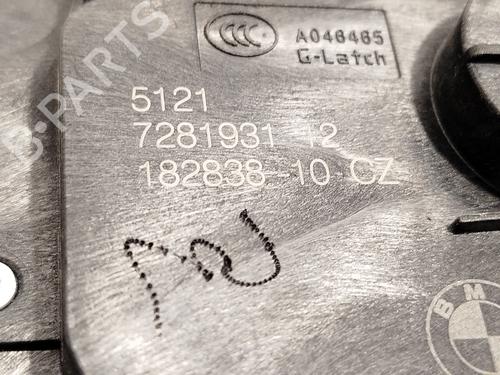 CCC
A046465
G-Latch
5121
7281931 12
182838-10-CZ
B-PARTS
BMW